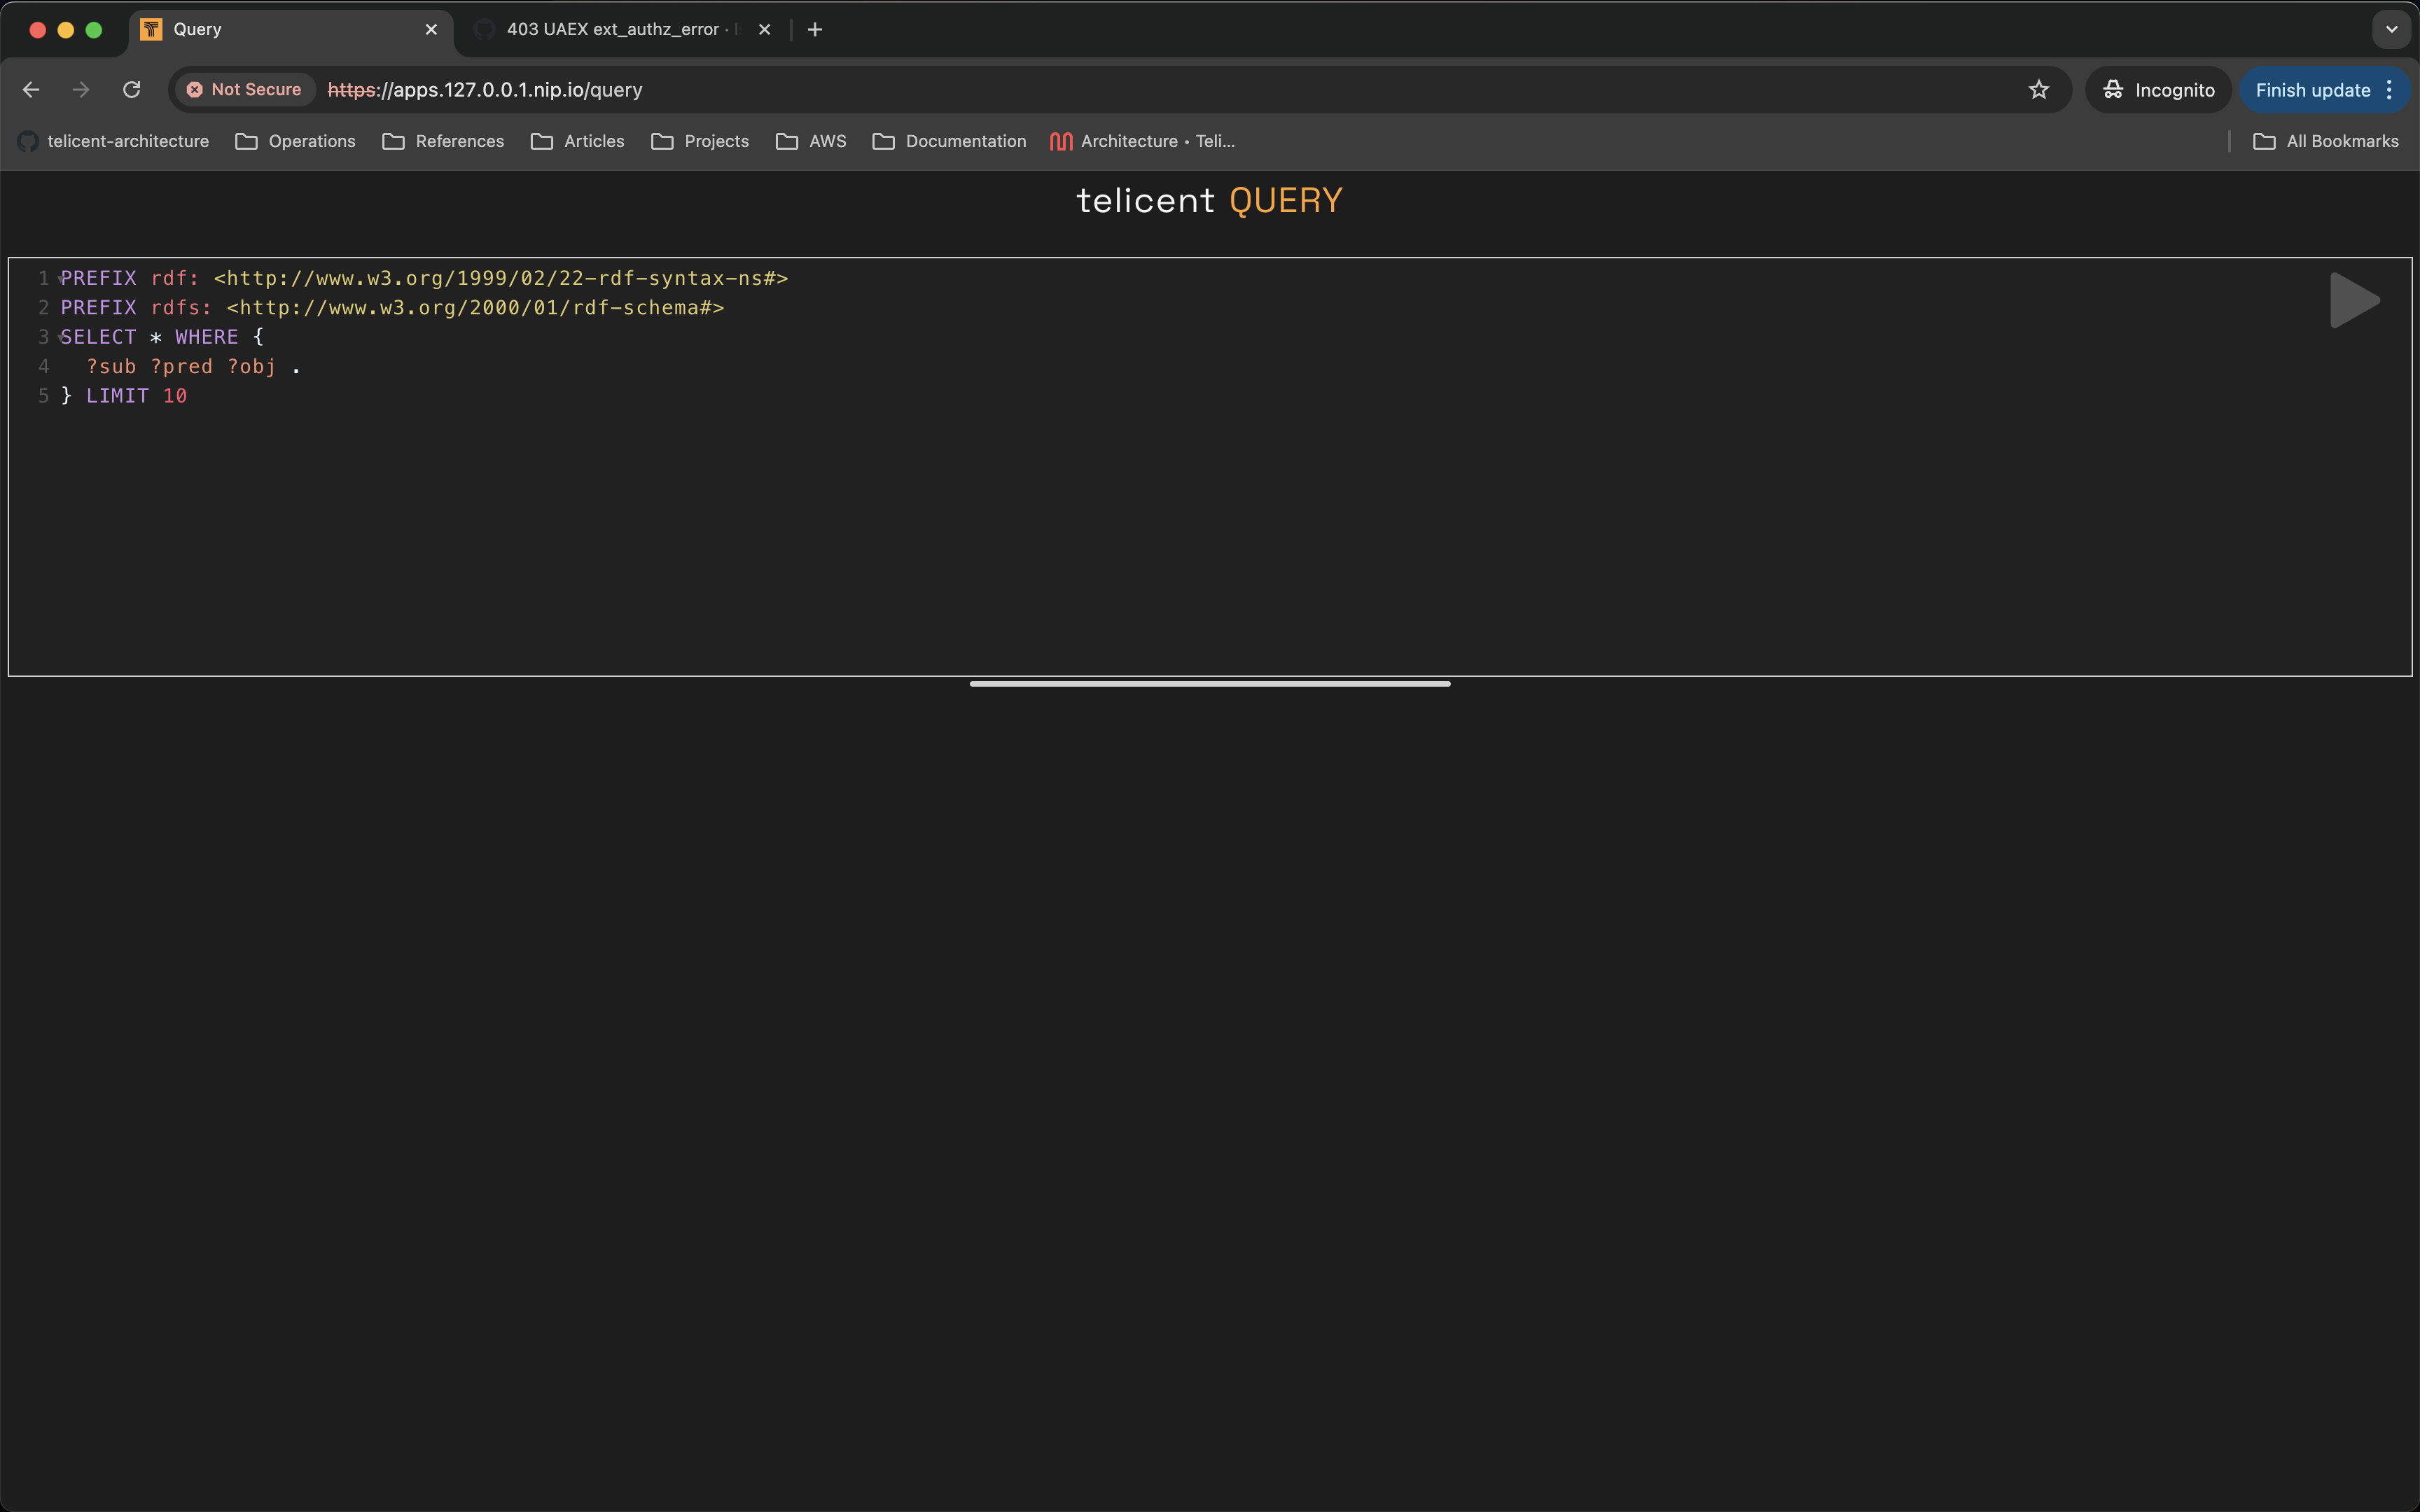 Query
403 UAEX ext_authz_error ·
Not Secure https://apps.127.0.0.1.nip.io/query
Incognito
Finish update
telicent-architecture
Operations
References
Articles
Projects
AWS
Documentation
Architecture • Teli...
All Bookmarks
telicent QUERY
1 PREFIX rdf: <http://www.w3.org/1999/02/22-rdf-syntax-ns#>
2 PREFIX rdfs: <http://www.w3.org/2000/01/rdf-schema#>
3 SELECT * WHERE {
4 ?sub ?pred ?obj .
5 } LIMIT 10